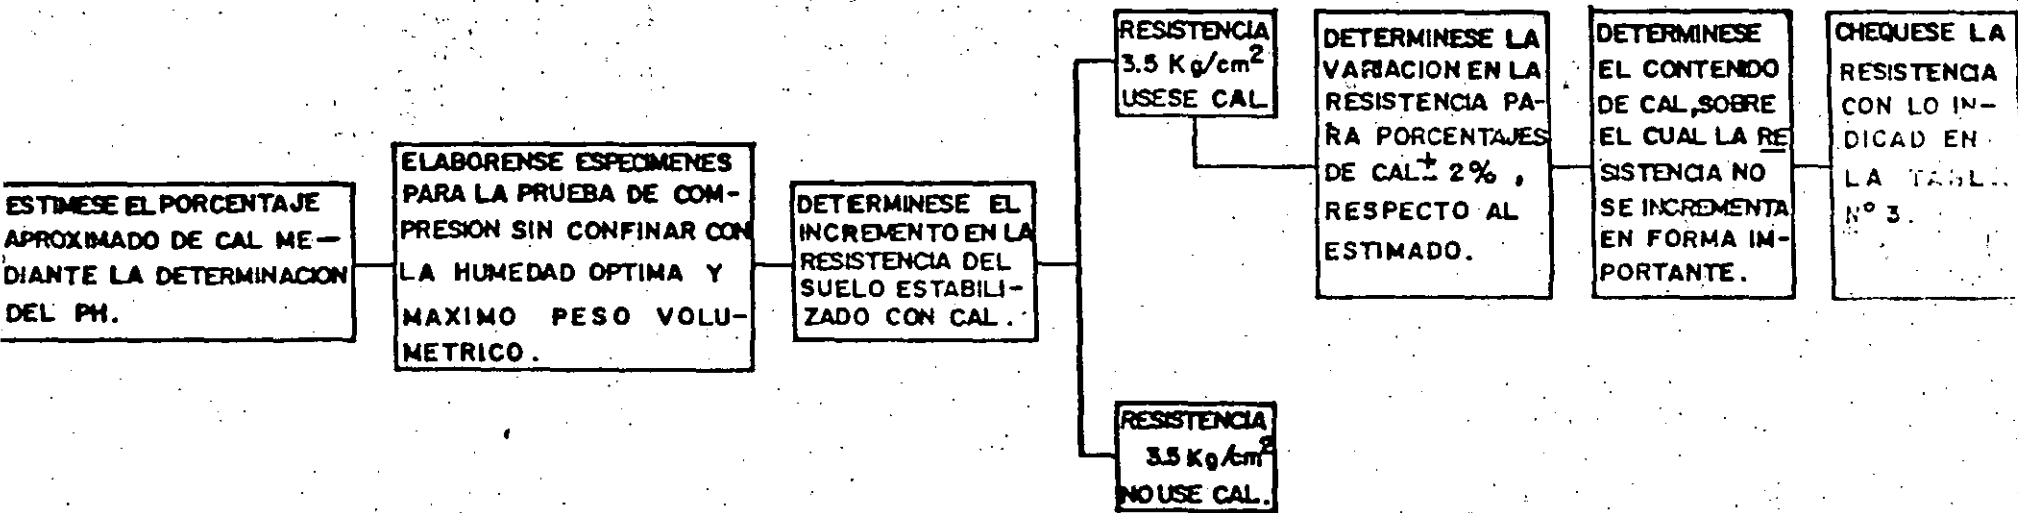 ESTIMESE EL PORCENTAJE
APROXIMADO DE CAL ME-
DIANTE LA DETERMINACION
DEL PH.
ELABORENSE ESPECIMENES
PARA LA PRUEBA DE COM-
PRESION SIN CONFINAR CON
LA HUMEDAD OPTIMA Y
MAXIMO PESO VOLU-
METRICO.
DETERMINESE EL
INCREMENTO EN LA
RESISTENCIA DEL
SUELO ESTABILI-
ZADO CON CAL.
RESISTENCIA
3.5 Kg/cm²
USESE CAL
RESISTENCIA
3.5 Kg/cm²
NO USE CAL.
DETERMINESE LA
VARIACION EN LA
RESISTENCIA PA-
RA PORCENTAJES
DE CAL ± 2%,
RESPECTO AL
ESTIMADO.
DETERMINESE
EL CONTENIDO
DE CAL, SOBRE
EL CUAL LA RE
SISTENCIA NO
SE INCREMENTA
EN FORMA IM-
PORTANTE.
CHEQUESE LA
RESISTENCIA
CON LO IN-
DICAD EN
LA
Nº 3.